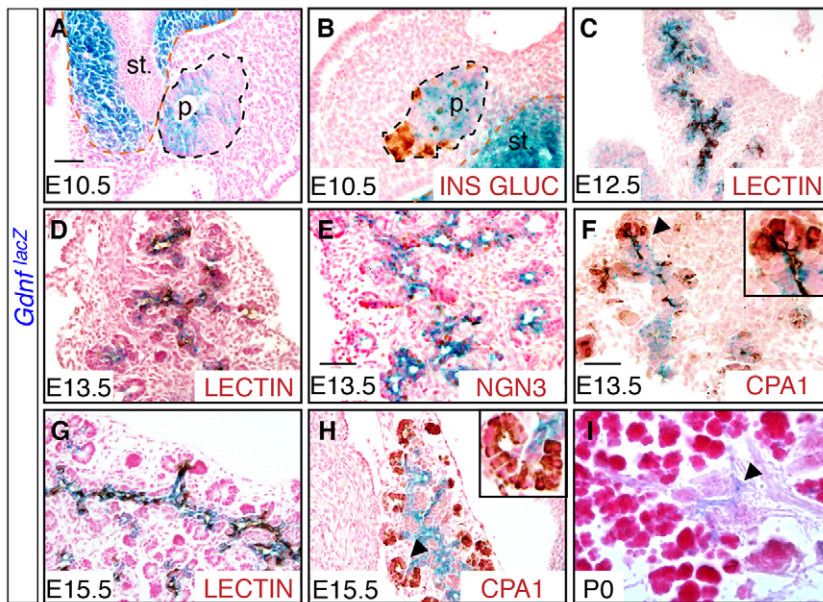 Gdnf lacZ
A
st.
p.
E10.5
B
p.
st.
E10.5
INS GLUC
C
E12.5
LECTIN
D
E13.5
LECTIN
E
E13.5
NGN3
F
E13.5
CPA1
G
E15.5
LECTIN
H
E15.5
CPA1
I
P0